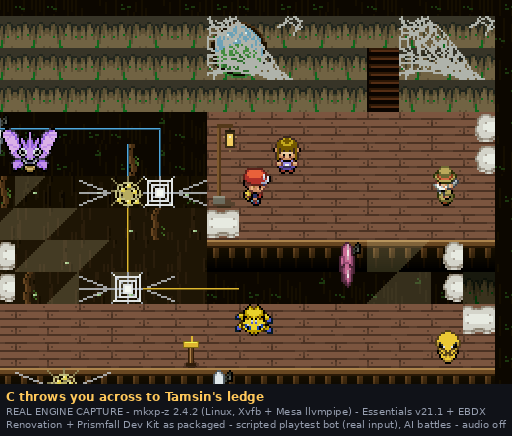 C throws you across to Tamsin's ledge
REAL ENGINE CAPTURE - mkxp-z 2.4.2 (Linux, Xvfb + Mesa llvmpipe) - Essentials v21.1 + EBDX
Renovation + Prismfall Dev Kit as packaged - scripted playtest bot (real input), AI battles - audio off